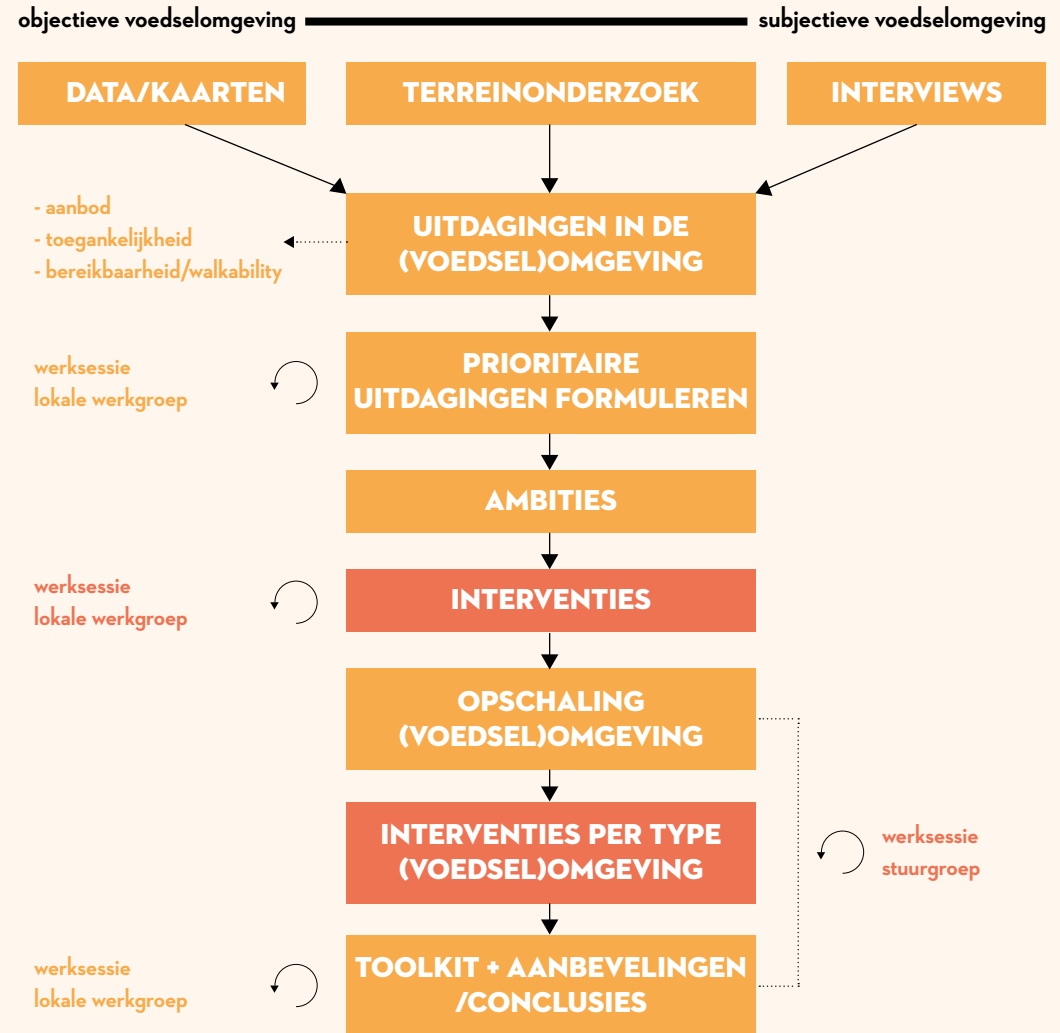 objectieve voedselomgeving
subjectieve voedselomgeving
DATA/KAARTEN
TERREINONDERZOEK
INTERVIEWS
- aanbod
- toegankelijkheid
- bereikbaarheid/walkability
UITDAGINGEN IN DE
(VOEDSEL)OMGEVING
werksessie
lokale werkgroep
PRIORITAIRE
UITDAGINGEN FORMULEREN
AMBITIES
werksessie
lokale werkgroep
INTERVENTIES
OPSCHALING
(VOEDSEL)OMGEVING
INTERVENTIES PER TYPE
(VOEDSEL)OMGEVING
werksessie
stuurgroep
werksessie
lokale werkgroep
TOOLKIT + AANBEVELINGEN
/CONCLUSIES